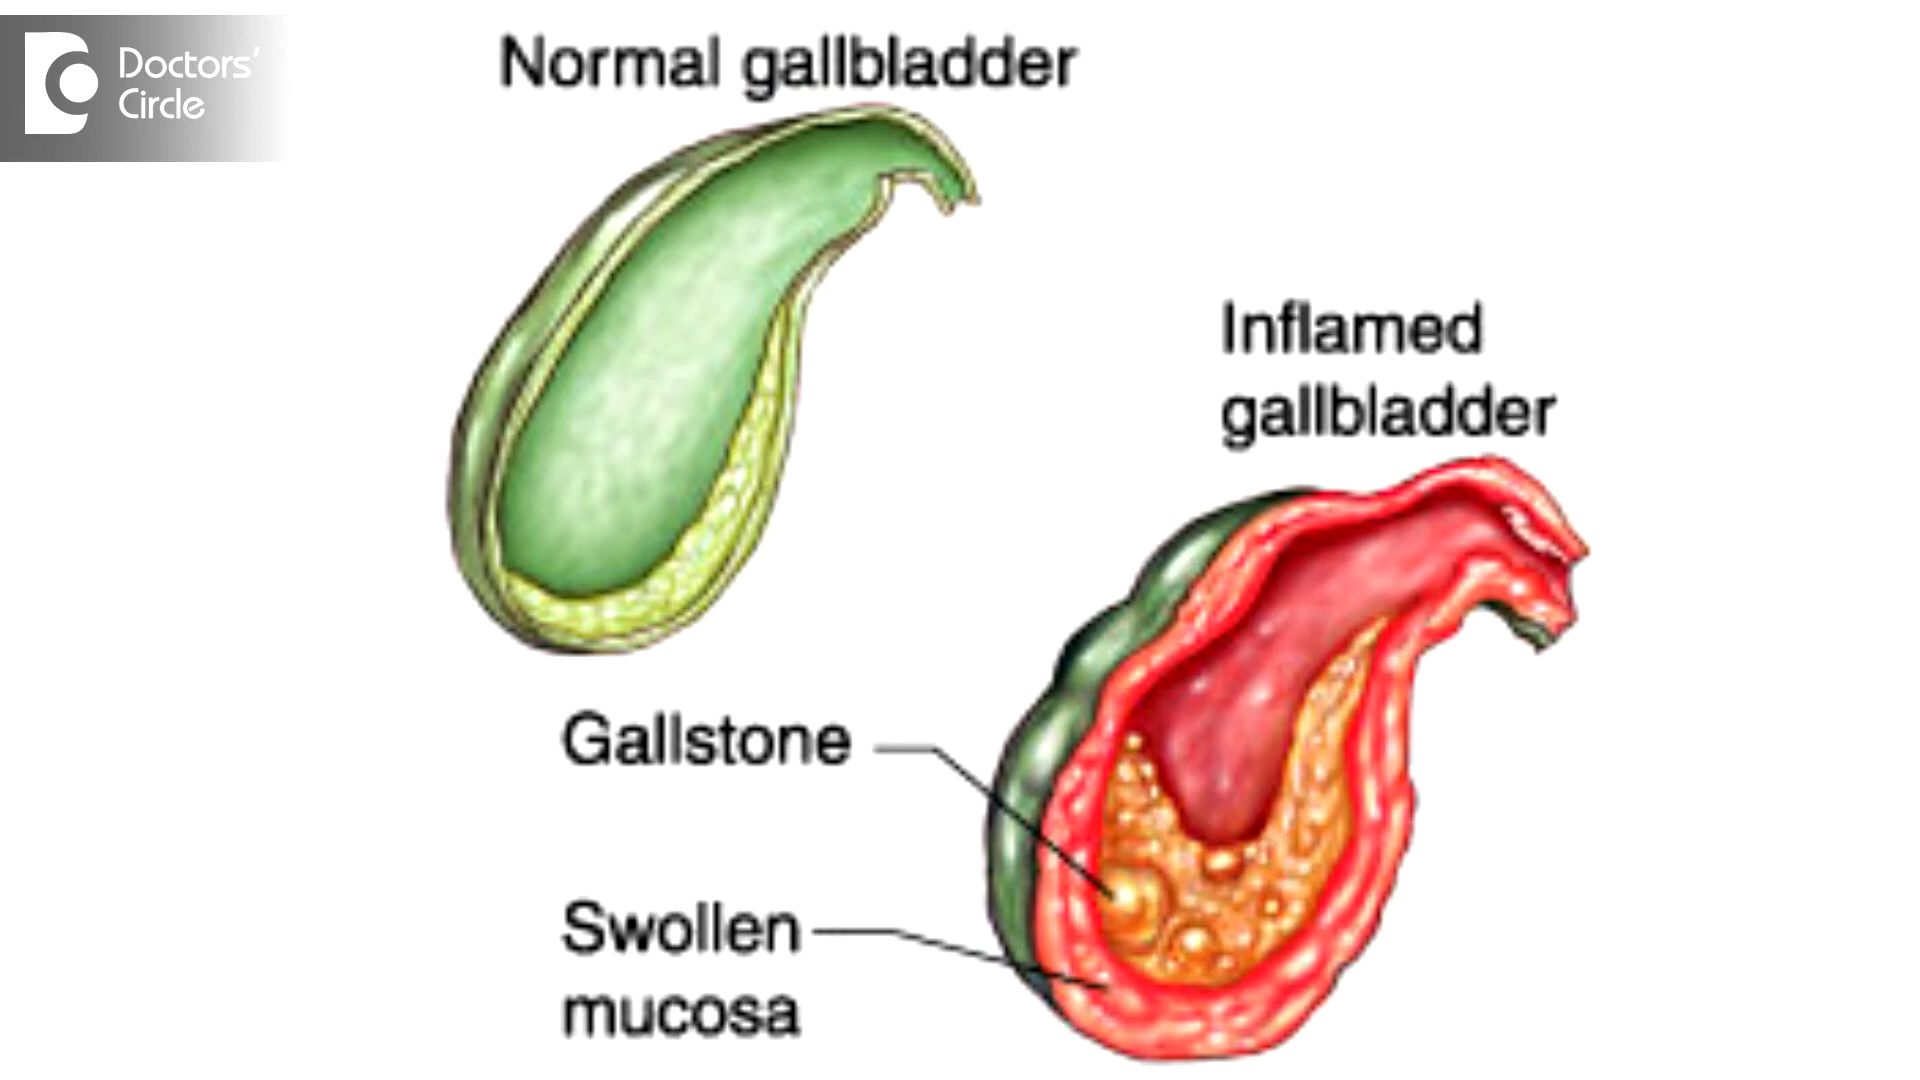 Doctors'
Circle
Normal gallbladder
Inflamed
gallbladder
Gallstone
Swollen
mucosa